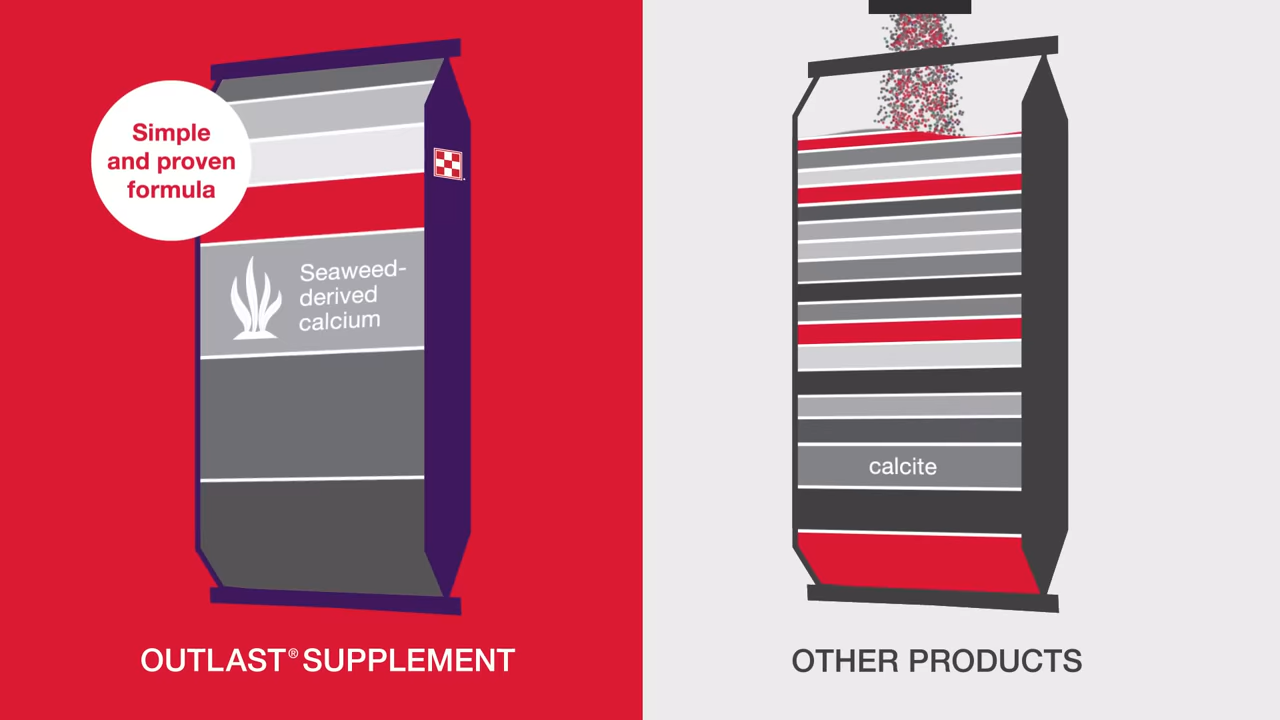 Simple
and proven
formula
Seaweed-
derived
calcium
OUTLAST® SUPPLEMENT
calcite
OTHER PRODUCTS